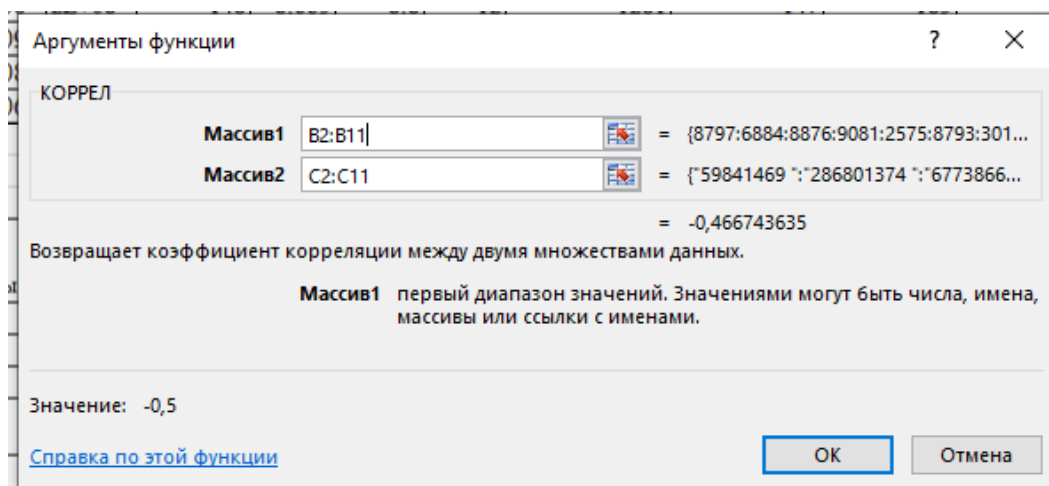 Аргументы функции ? ×
КОРРЕЛ
Массив1 B2:B11 = {8797:6884:8876:9081:2575:8793:301...
Массив2 C2:C11 = {"59841469 ":"286801374 ":"6773866...
= -0,466743635
Возвращает коэффициент корреляции между двумя множествами данных.
Массив1 первый диапазон значений. Значениями могут быть числа, имена,
массивы или ссылки с именами.
Значение: -0,5
Справка по этой функции
ОК Отмена